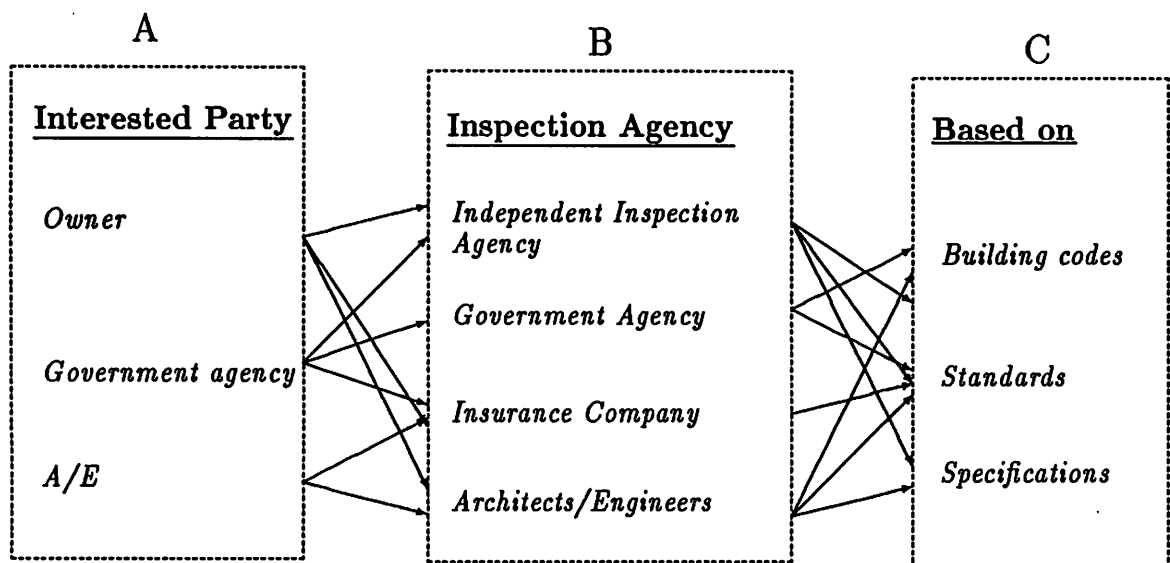 A
Interested Party
Owner
Government agency
A/E
B
Inspection Agency
Independent Inspection
Agency
Government Agency
Insurance Company
Architects/Engineers
C
Based on
Building codes
Standards
Specifications